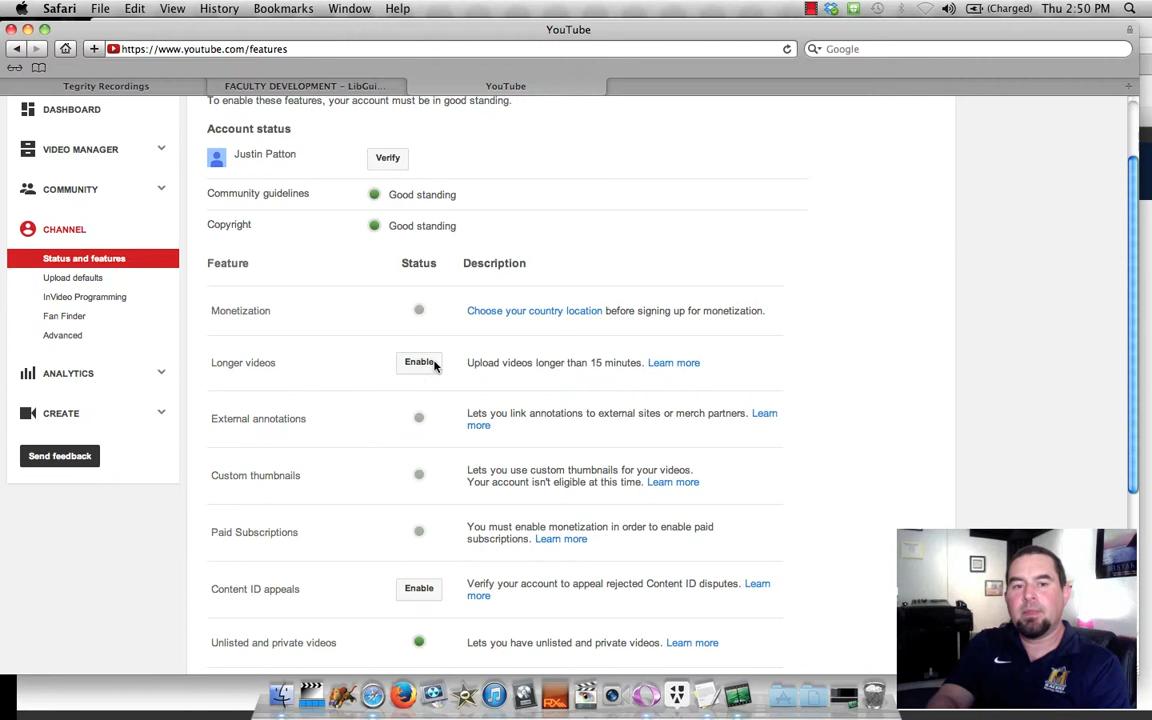 Safari File Edit View History Bookmarks Window Help (Charged) Thu 2:50 PM
YouTube
https://www.youtube.com/features Google
Tegrity Recordings FACULTY DEVELOPMENT – LibGui... YouTube
To enable these features, your account must be in good standing.
DASHBOARD
VIDEO MANAGER
COMMUNITY
CHANNEL
Status and features
Upload defaults
InVideo Programming
Fan Finder
Advanced
ANALYTICS
CREATE
Send feedback
Account status
Justin Patton Verify
Community guidelines Good standing
Copyright Good standing
Feature Status Description
Monetization Choose your country location before signing up for monetization.
Longer videos Enable Upload videos longer than 15 minutes. Learn more
External annotations Lets you link annotations to external sites or merch partners. Learn
more
Custom thumbnails Lets you use custom thumbnails for your videos.
Your account isn't eligible at this time. Learn more
Paid Subscriptions You must enable monetization in order to enable paid
subscriptions. Learn more
Content ID appeals Enable Verify your account to appeal rejected Content ID disputes. Learn
more
Unlisted and private videos Lets you have unlisted and private videos. Learn more